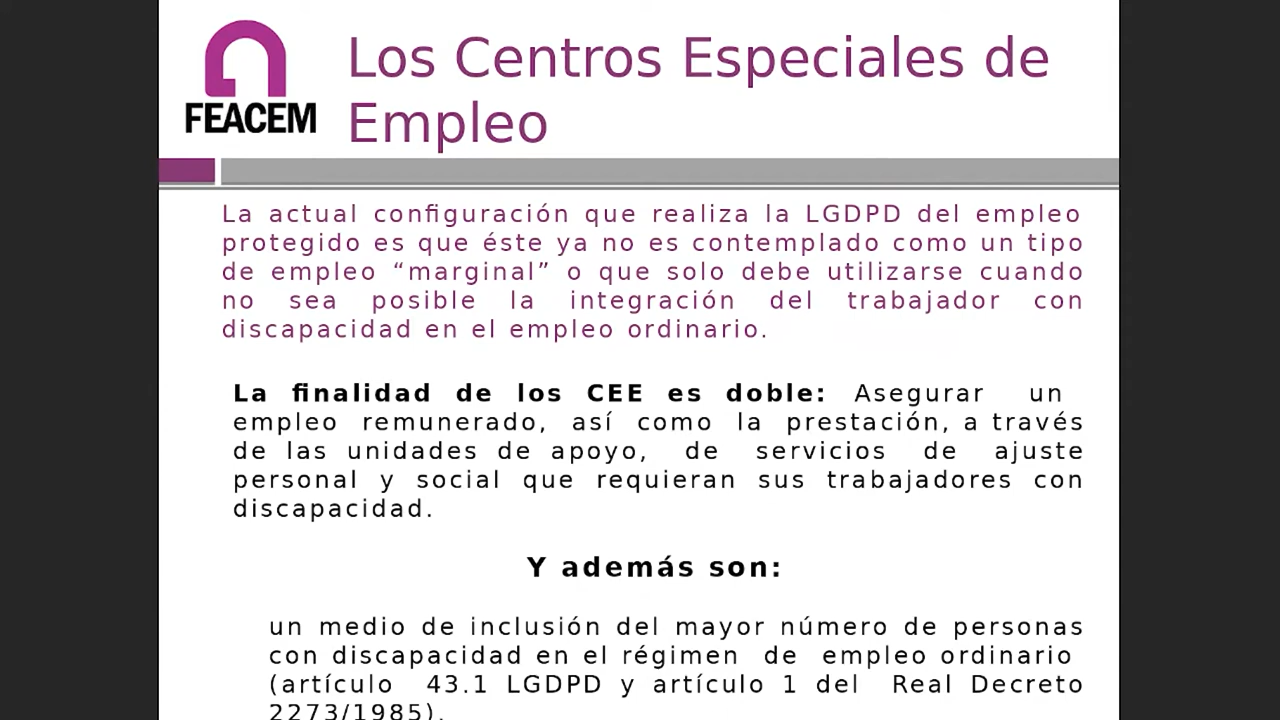 FEACEM
Los Centros Especiales de
Empleo
La actual configuración que realiza la LGDPD del empleo
protegido es que éste ya no es contemplado como un tipo
de empleo “marginal” o que solo debe utilizarse cuando
no sea posible la integración del trabajador con
discapacidad en el empleo ordinario.
La finalidad de los CEE es doble: Asegurar un
empleo remunerado, así como la prestación, a través
de las unidades de apoyo, de servicios de ajuste
personal y social que requieran sus trabajadores con
discapacidad.
Y además son:
un medio de inclusión del mayor número de personas
con discapacidad en el régimen de empleo ordinario
(artículo 43.1 LGDPD y artículo 1 del Real Decreto
2273/1985).